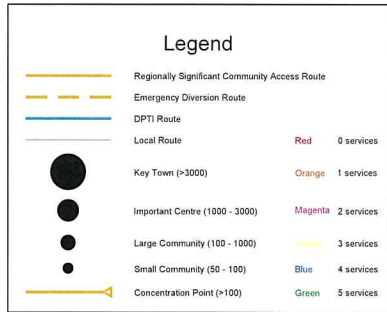 Legend
Regionally Significant Community Access Route
Emergency Diversion Route
DPTI Route
Local Route Red 0 services
Key Town (>3000) Orange 1 services
Important Centre (1000 - 3000) Magenta 2 services
Large Community (100 - 1000) 3 services
Small Community (50 - 100) Blue 4 services
Concentration Point (>100) Green 5 services